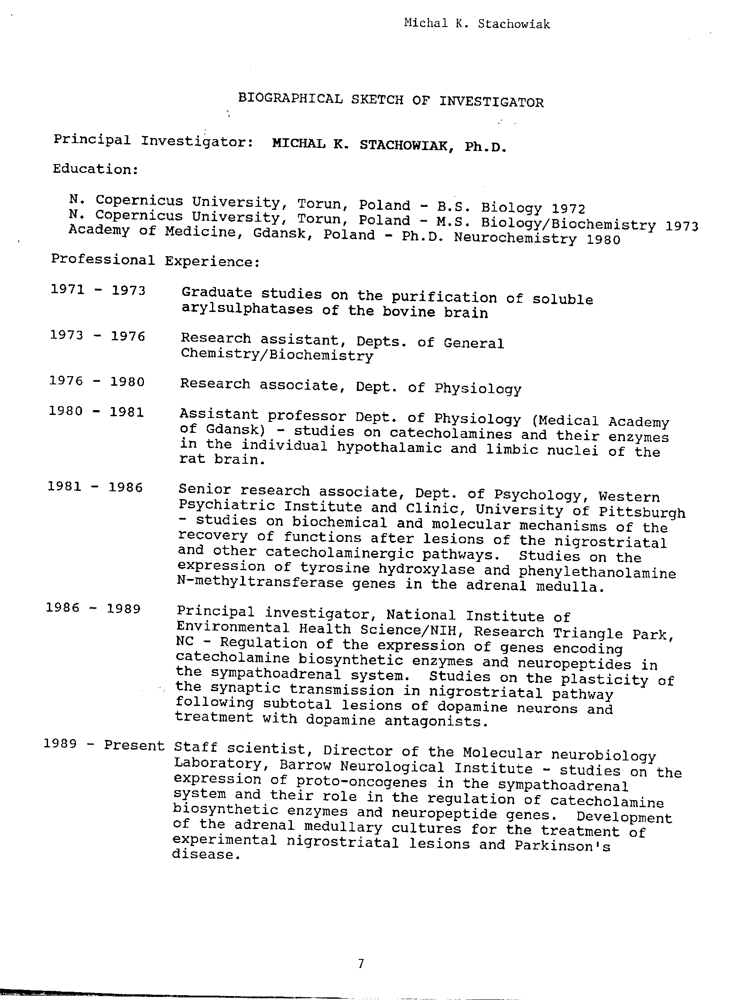 Michal K. Stachowiak
BIOGRAPHICAL SKETCH OF INVESTIGATOR
Principal Investigator: MICHAL K. STACHOWIAK, Ph.D.
Education:
N. Copernicus University, Torun, Poland - B.S. Biology 1972
N. Copernicus University, Torun, Poland - M.S. Biology/Biochemistry 1973
Academy of Medicine, Gdansk, Poland - Ph.D. Neurochemistry 1980
Professional Experience:
1971 - 1973 Graduate studies on the purification of soluble
arylsulphatases of the bovine brain
1973 - 1976 Research assistant, Depts. of General
Chemistry/Biochemistry
1976 - 1980 Research associate, Dept. of Physiology
1980 - 1981 Assistant professor Dept. of Physiology (Medical Academy
of Gdansk) - studies on catecholamines and their enzymes
in the individual hypothalamic and limbic nuclei of the
rat brain.
1981 - 1986 Senior research associate, Dept. of Psychology, Western
Psychiatric Institute and Clinic, University of Pittsburgh
- studies on biochemical and molecular mechanisms of the
recovery of functions after lesions of the nigrostriatal
and other catecholaminergic pathways. Studies on the
expression of tyrosine hydroxylase and phenylethanolamine
N-methyltransferase genes in the adrenal medulla.
1986 - 1989 Principal investigator, National Institute of
Environmental Health Science/NIH, Research Triangle Park,
NC - Regulation of the expression of genes encoding
catecholamine biosynthetic enzymes and neuropeptides in
the sympathoadrenal system. Studies on the plasticity of
the synaptic transmission in nigrostriatal pathway
following subtotal lesions of dopamine neurons and
treatment with dopamine antagonists.
1989 - Present Staff scientist, Director of the Molecular neurobiology
Laboratory, Barrow Neurological Institute - studies on the
expression of proto-oncogenes in the sympathoadrenal
system and their role in the regulation of catecholamine
biosynthetic enzymes and neuropeptide genes. Development
of the adrenal medullary cultures for the treatment of
experimental nigrostriatal lesions and Parkinson's
disease.
7